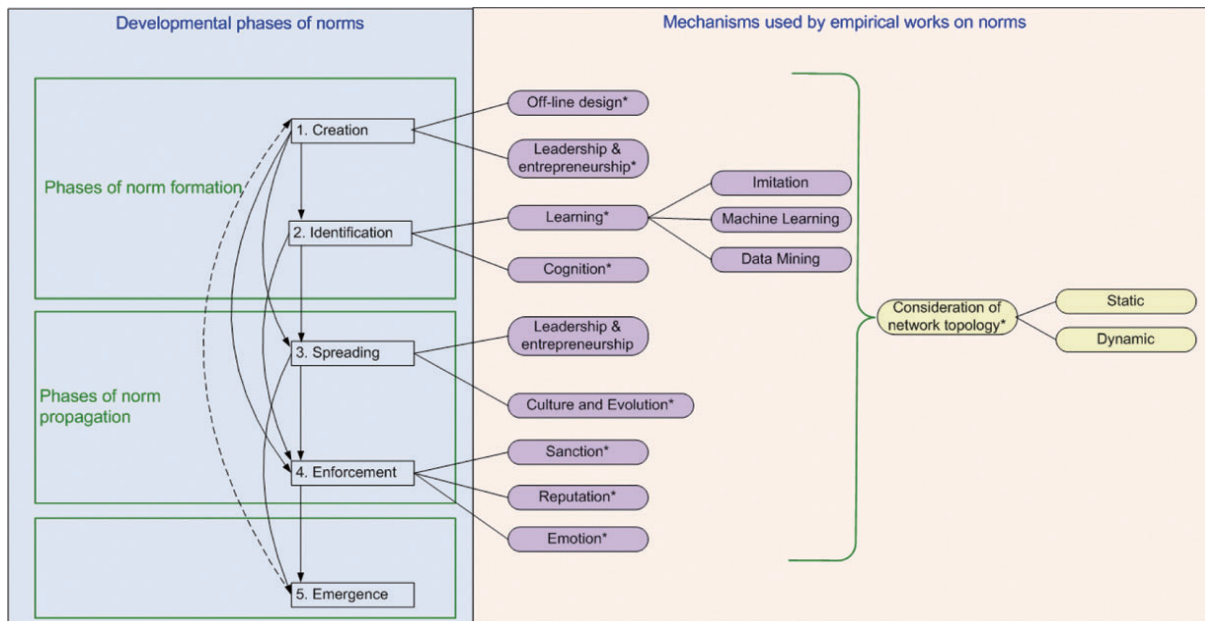 Developmental phases of norms
Mechanisms used by empirical works on norms
Phases of norm formation
1. Creation
2. Identification
Phases of norm
propagation
3. Spreading
4. Enforcement
5. Emergence
Off-line design*
Leadership &
entrepreneurship*
Learning*
Cognition*
Imitation
Machine Learning
Data Mining
Leadership &
entrepreneurship
Culture and Evolution*
Sanction*
Reputation*
Emotion*
Consideration of
network topology*
Static
Dynamic